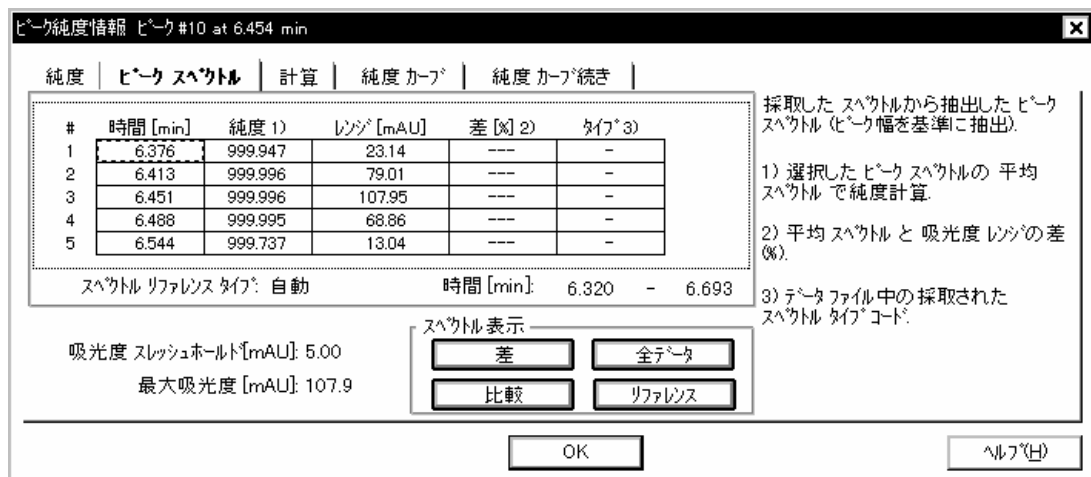 ﾋﾟｰｸ純度情報 ﾋﾟｰｸ #10 at 6.454 min
純度 ﾋﾟｰｸ ｽﾍﾟｸﾄﾙ 計算 純度 ｶｰﾌﾞ 純度 ｶｰﾌﾞ続き
# 時間 [min] 純度 1) ﾚﾝｼﾞ [mAU] 差 [%] 2) ﾀｲﾌﾟ 3)
1 6.376 999.947 23.14 --- -
2 6.413 999.996 79.01 --- -
3 6.451 999.996 107.95 --- -
4 6.488 999.995 68.86 --- -
5 6.544 999.737 13.04 --- -
ｽﾍﾟｸﾄﾙ ﾘﾌｧﾚﾝｽ ﾀｲﾌﾟ: 自動 時間 [min]: 6.320 - 6.693
吸光度 ｽﾚｯｼｭﾎｰﾙﾄﾞ[mAU]: 5.00
最大吸光度 [mAU]: 107.9
ｽﾍﾟｸﾄﾙ 表示
差 全ﾃﾞｰﾀ
比較 ﾘﾌｧﾚﾝｽ
採取した ｽﾍﾟｸﾄﾙから抽出した ﾋﾟｰｸ
ｽﾍﾟｸﾄﾙ (ﾋﾟｰｸ幅を基準に抽出).
1) 選択した ﾋﾟｰｸ ｽﾍﾟｸﾄﾙの 平均
ｽﾍﾟｸﾄﾙ で純度計算.
2) 平均 ｽﾍﾟｸﾄﾙ と 吸光度 ﾚﾝｼﾞの差
(%).
3) ﾃﾞｰﾀ ﾌｧｲﾙ中の 採取された
ｽﾍﾟｸﾄﾙ ﾀｲﾌﾟ ｺｰﾄﾞ.
OK ﾍﾙﾌﾟ(H)